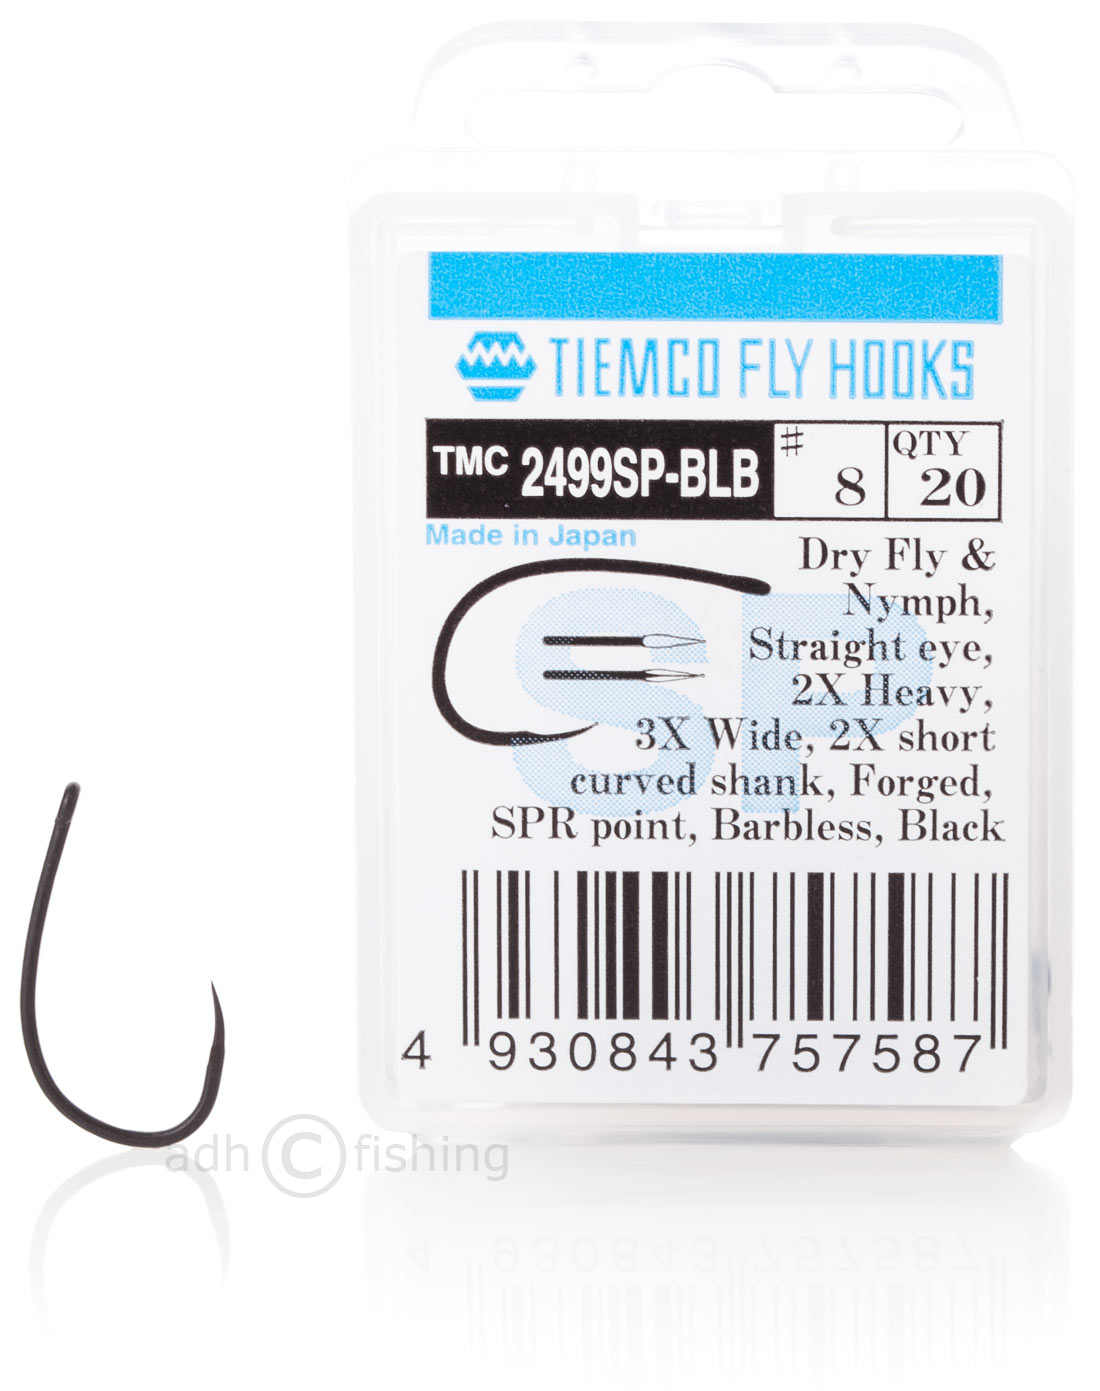 TIEMCO FLY HOOKS
TMC 2499SP-BLB # 8 QTY 20
Made in Japan
SP
Dry Fly &
Nymph,
Straight eye,
2X Heavy,
3X Wide, 2X short
curved shank, Forged,
SPR point, Barbless, Black
4 930843 757587
adh © fishing